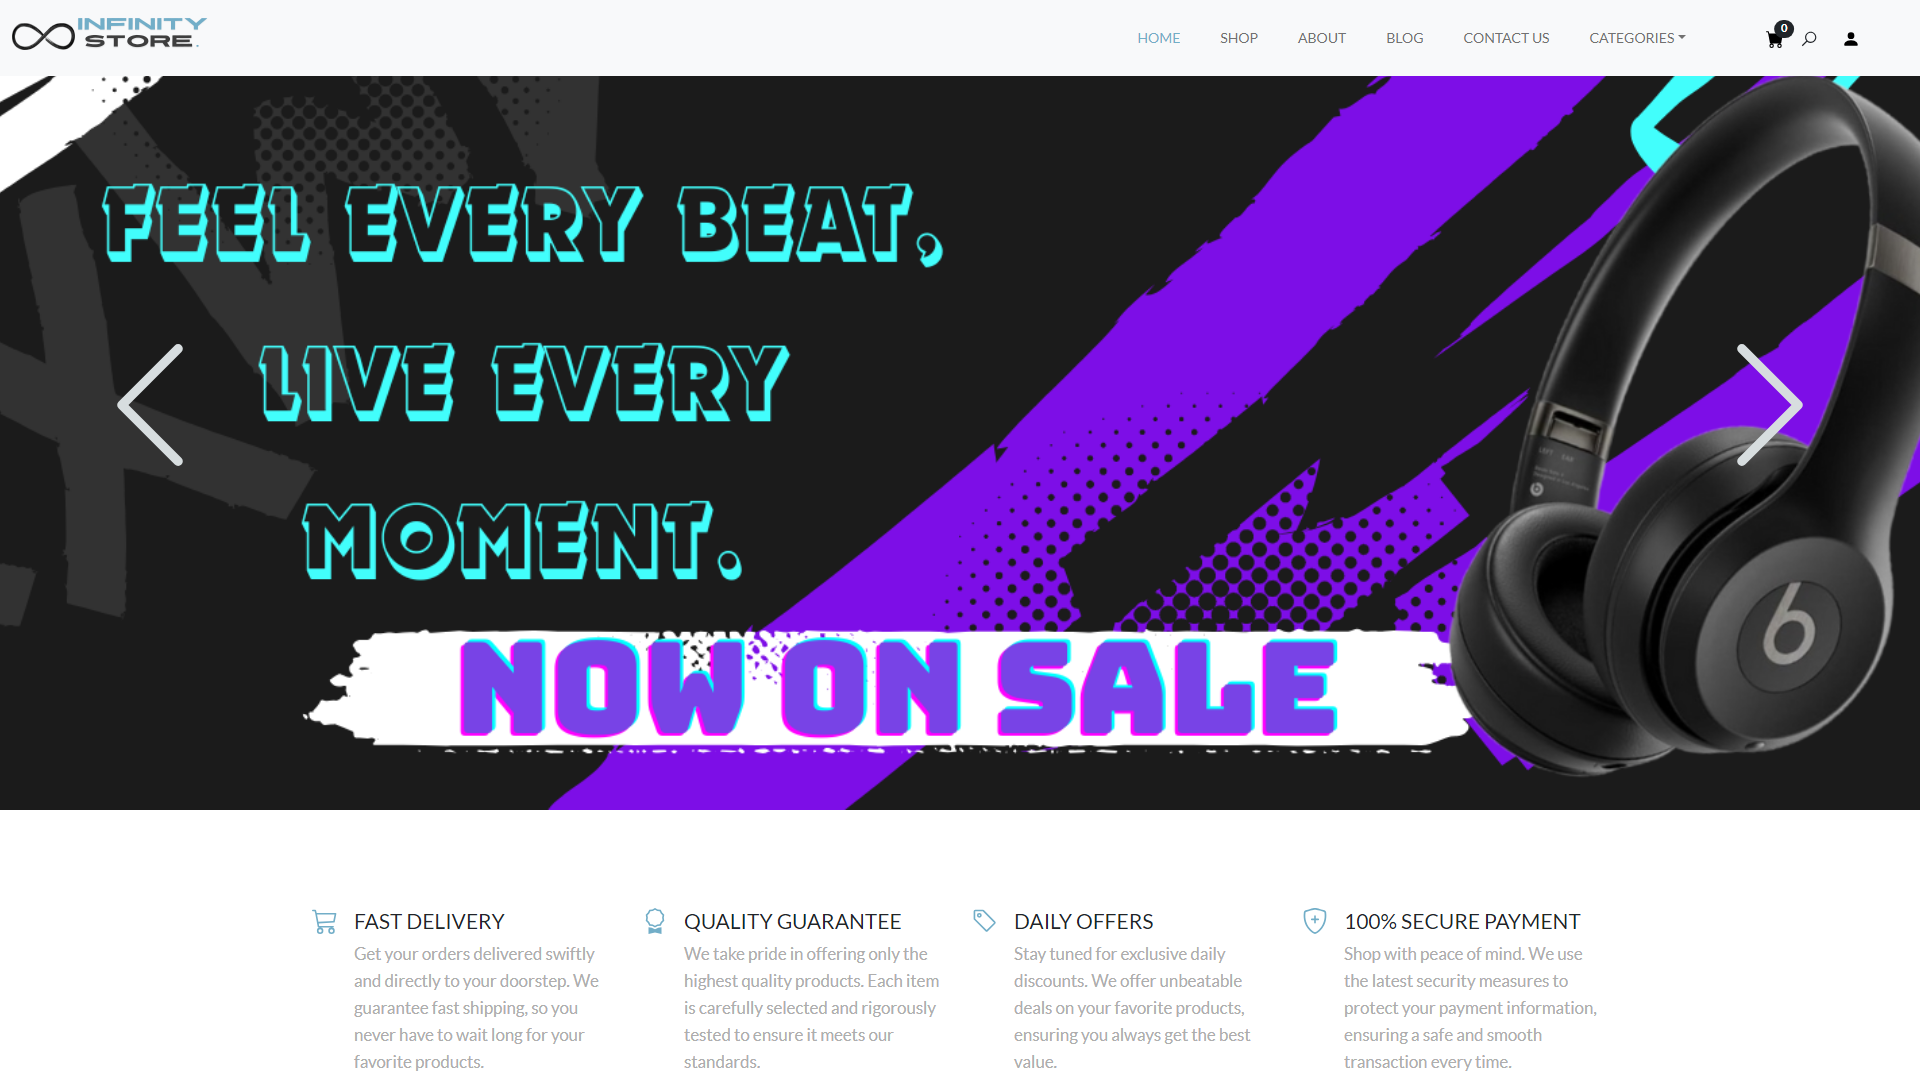 INFINITY
STORE.
HOME
SHOP
ABOUT
BLOG
CONTACT US
CATEGORIES
0
FEEL EVERY BEAT,
LIVE EVERY
MOMENT.
NOW ON SALE
FAST DELIVERY
Get your orders delivered swiftly
and directly to your doorstep. We
guarantee fast shipping, so you
never have to wait long for your
favorite products.
QUALITY GUARANTEE
We take pride in offering only the
highest quality products. Each item
is carefully selected and rigorously
tested to ensure it meets our
standards.
DAILY OFFERS
Stay tuned for exclusive daily
discounts. We offer unbeatable
deals on your favorite products,
ensuring you always get the best
value.
100% SECURE PAYMENT
Shop with peace of mind. We use
the latest security measures to
protect your payment information,
ensuring a safe and smooth
transaction every time.